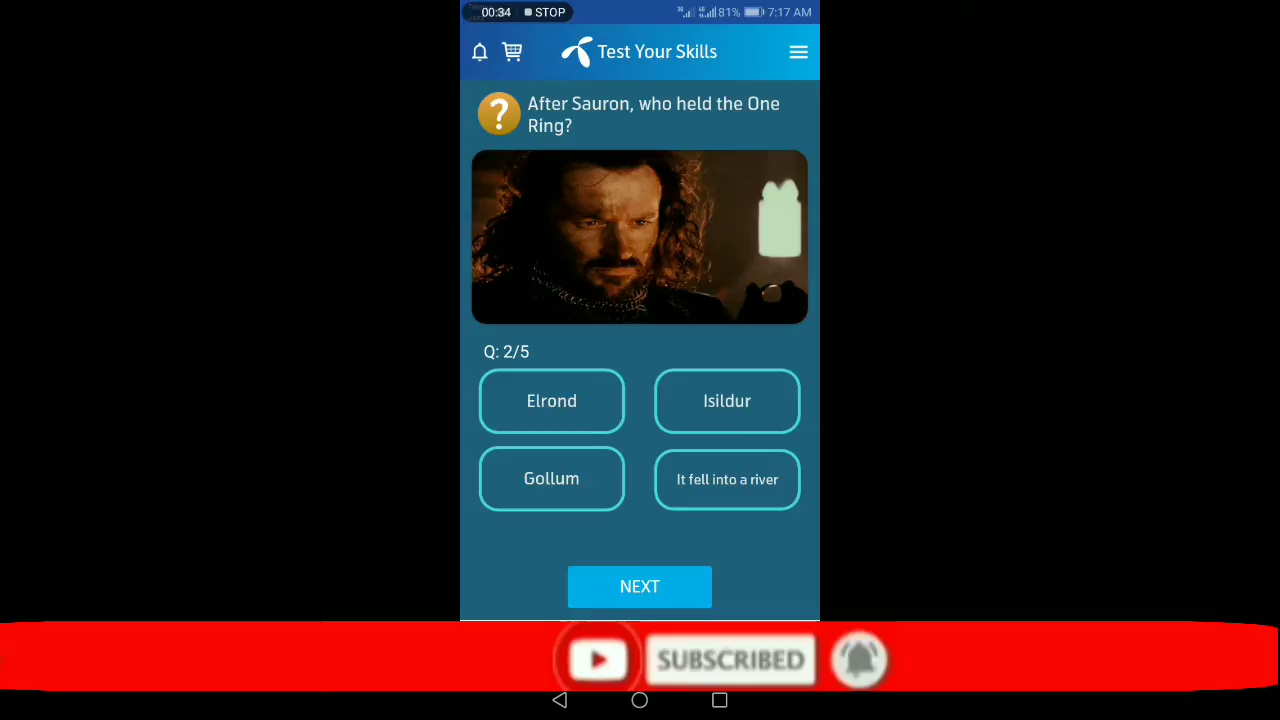 00:34 STOP
81% 7:17 AM
Test Your Skills
After Sauron, who held the One
Ring?
Q: 2/5
Elrond
Isildur
Gollum
It fell into a river
NEXT
SUBSCRIBED